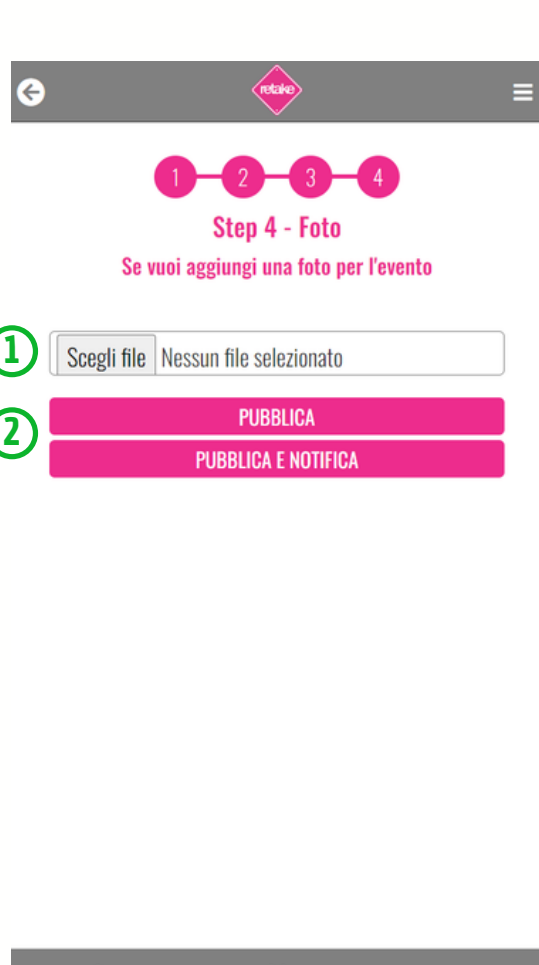 retake
1 2 3 4
Step 4 - Foto
Se vuoi aggiungi una foto per l'evento
1 Scegli file Nessun file selezionato
2
PUBBLICA
PUBBLICA E NOTIFICA